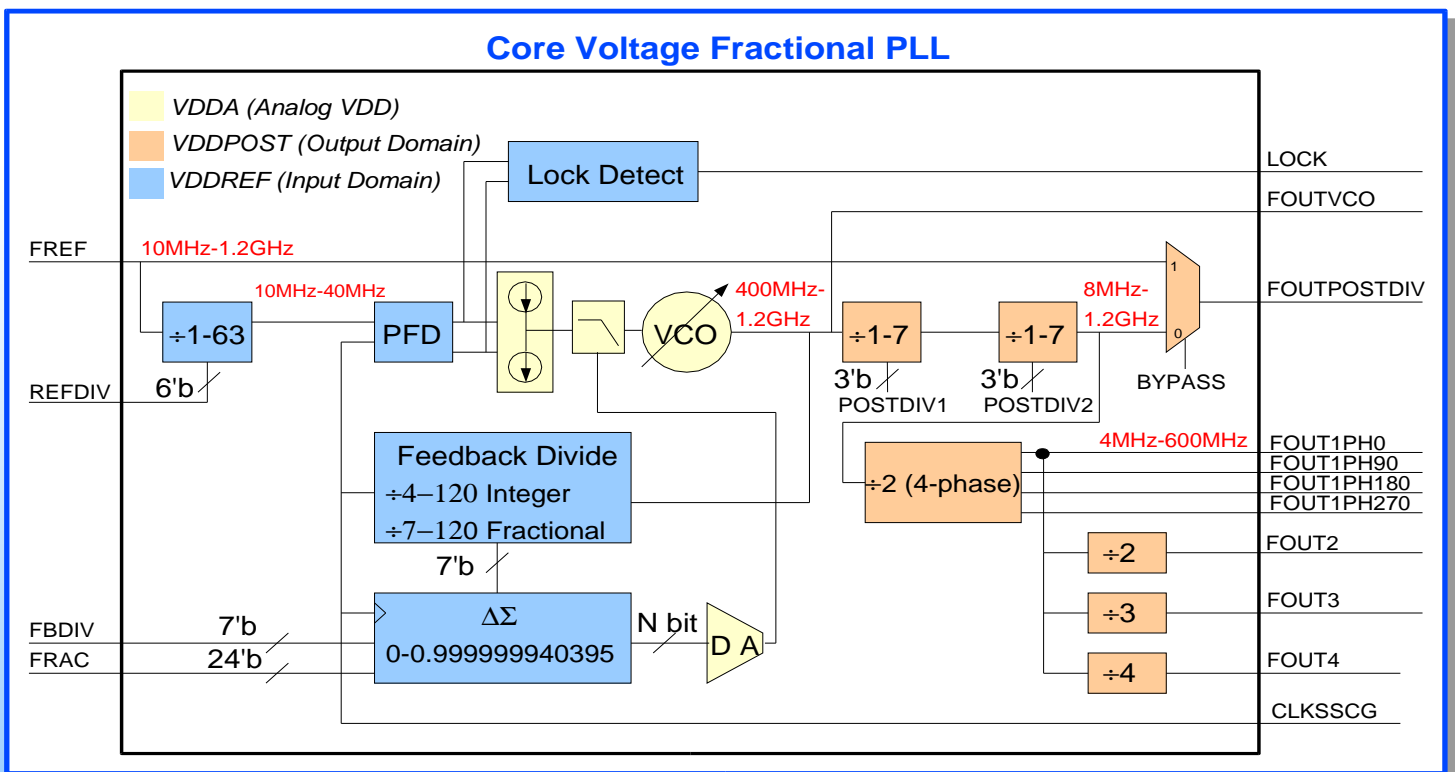 Core Voltage Fractional PLL
VDDA (Analog VDD)
VDDPOST (Output Domain)
VDDREF (Input Domain)
Lock Detect
LOCK
FOUTVCO
FREF
10MHz-1.2GHz
1
10MHz-40MHz
400MHz-
1.2GHz
8MHz-
1.2GHz
FOUTPOSTDIV
÷1-63
PFD
VCO
÷1-7
÷1-7
0
REFDIV
6'b
3'b
POSTDIV1
3'b
POSTDIV2
BYPASS
Feedback Divide
÷4–120 Integer
÷7–120 Fractional
÷2 (4-phase)
4MHz-600MHz
FOUT1PH0
FOUT1PH90
FOUT1PH180
FOUT1PH270
7'b
÷2
FOUT2
FBDIV
7'b
FRAC
24'b
ΔΣ
0-0.999999940395
N bit
D A
÷3
FOUT3
÷4
FOUT4
CLKSSCG